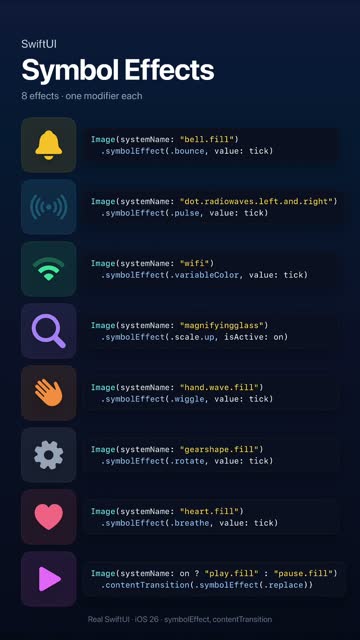 SwiftUI
Symbol Effects
8 effects · one modifier each
Image(systemName: "bell.fill")
.symbolEffect(.bounce, value: tick)
Image(systemName: "dot.radiowaves.left.and.right")
.symbolEffect(.pulse, value: tick)
Image(systemName: "wifi")
.symbolEffect(.variableColor, value: tick)
Image(systemName: "magnifyingglass")
.symbolEffect(.scale.up, isActive: on)
Image(systemName: "hand.wave.fill")
.symbolEffect(.wiggle, value: tick)
Image(systemName: "gearshape.fill")
.symbolEffect(.rotate, value: tick)
Image(systemName: "heart.fill")
.symbolEffect(.breathe, value: tick)
Image(systemName: on ? "play.fill" : "pause.fill")
.contentTransition(.symbolEffect(.replace))
Real SwiftUI · iOS 26 · symbolEffect, contentTransition